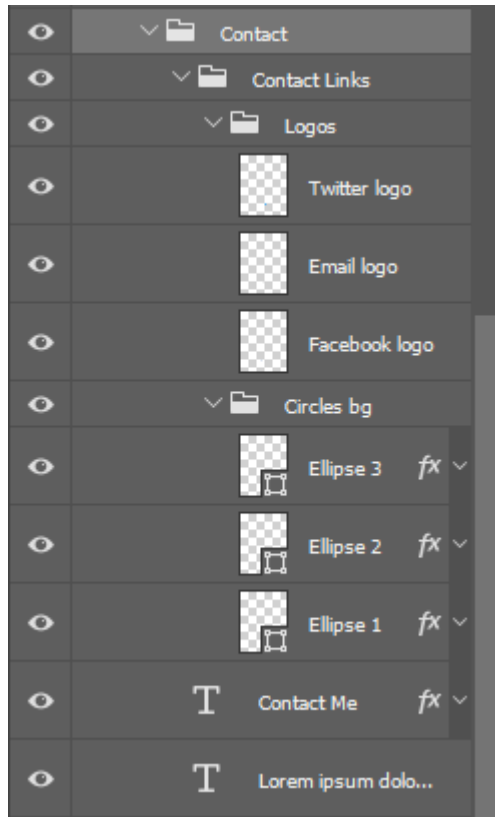 Contact
Contact Links
Logos
Twitter logo
Email logo
Facebook logo
Circles bg
Ellipse 3 fx
Ellipse 2 fx
Ellipse 1 fx
T Contact Me fx
T Lorem ipsum dolo...